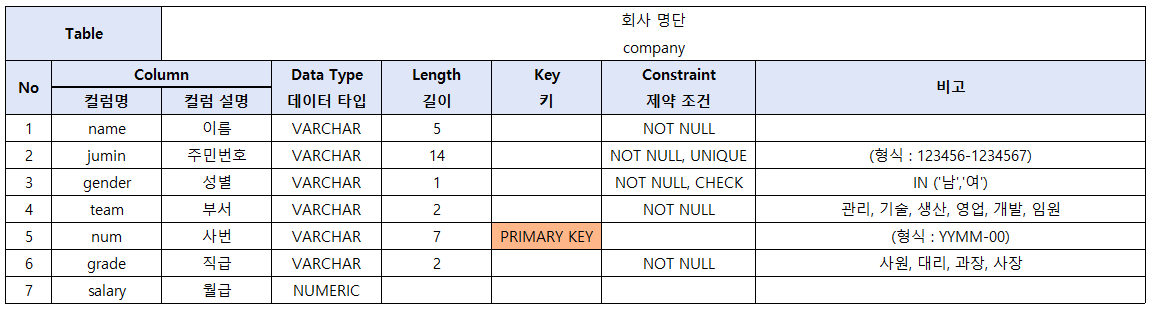 Table 회사 명단
company
No Column Data Type Length Key Constraint 비고
컬럼명 컬럼 설명 데이터 타입 길이 키 제약 조건
1 name 이름 VARCHAR 5 NOT NULL
2 jumin 주민번호 VARCHAR 14 NOT NULL, UNIQUE (형식 : 123456-1234567)
3 gender 성별 VARCHAR 1 NOT NULL, CHECK IN ('남','여')
4 team 부서 VARCHAR 2 NOT NULL 관리, 기술, 생산, 영업, 개발, 임원
5 num 사번 VARCHAR 7 PRIMARY KEY (형식 : YYMM-00)
6 grade 직급 VARCHAR 2 NOT NULL 사원, 대리, 과장, 사장
7 salary 월급 NUMERIC